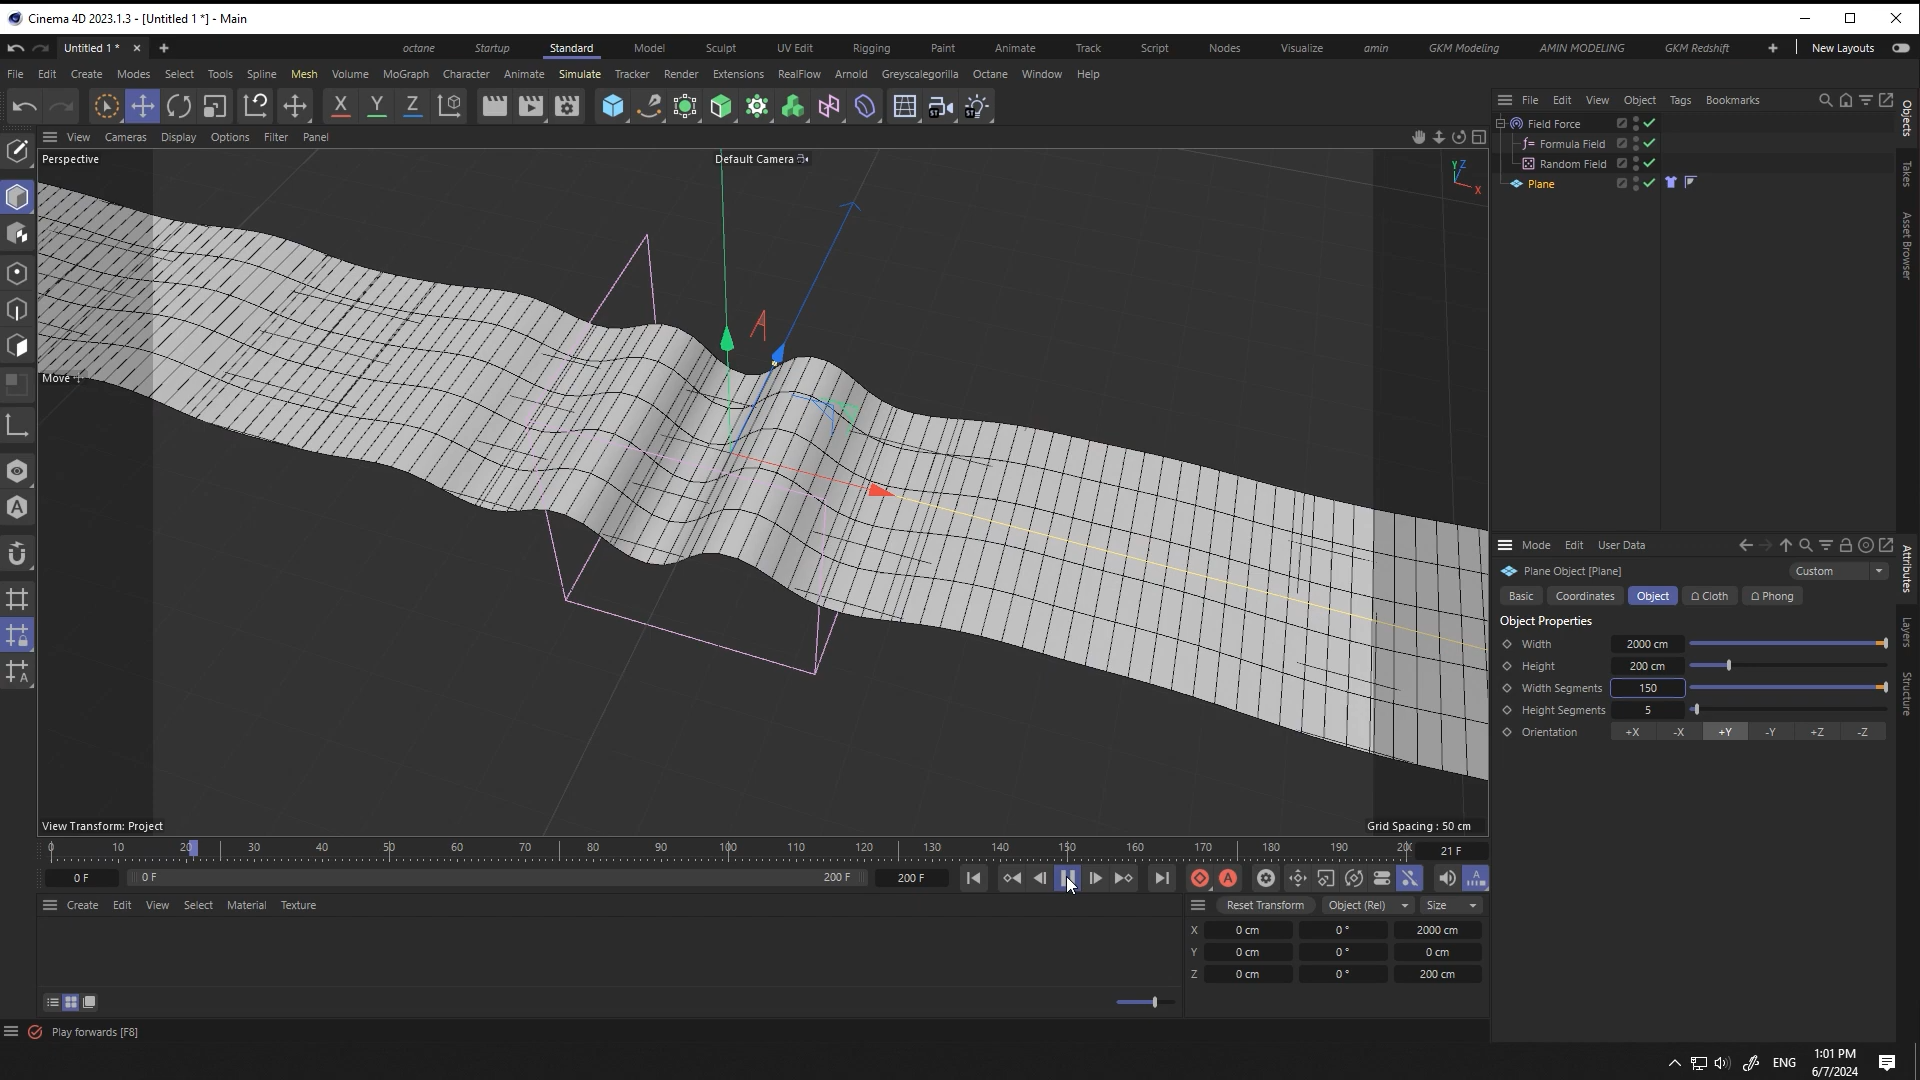 Cinema 4D 2023.1.3 - [Untitled 1 *] - Main
Untitled 1 *
octane Startup Standard Model Sculpt UV Edit Rigging Paint Animate Track Script Nodes Visualize amin GKM Modeling AMIN MODELING GKM Redshift New Layouts
File Edit Create Modes Select Tools Spline Mesh Volume MoGraph Character Animate Simulate Tracker Render Extensions RealFlow Arnold Greyscalegorilla Octane Window Help
X Y Z
File Edit View Object Tags Bookmarks
Objects
Takes
Asset Browser
Field Force
Formula Field
Random Field
Plane
View Cameras Display Options Filter Panel
Perspective
Default Camera
Y Z
X
Move
View Transform: Project
Grid Spacing : 50 cm
Mode Edit User Data
Attributes
Layers
Structure
Plane Object [Plane]
Custom
Basic Coordinates Object Cloth Phong
Object Properties
Width 2000 cm
Height 200 cm
Width Segments 150
Height Segments 5
Orientation +X -X +Y -Y +Z -Z
0 10 20 30 40 50 60 70 80 90 100 110 120 130 140 150 160 170 180 190 20
21 F
0 F 0 F 200 F 200 F
Create Edit View Select Material Texture
Reset Transform Object (Rel) Size
X 0 cm 0 ° 2000 cm
Y 0 cm 0 ° 0 cm
Z 0 cm 0 ° 200 cm
Play forwards [F8]
ENG
1:01 PM
6/7/2024